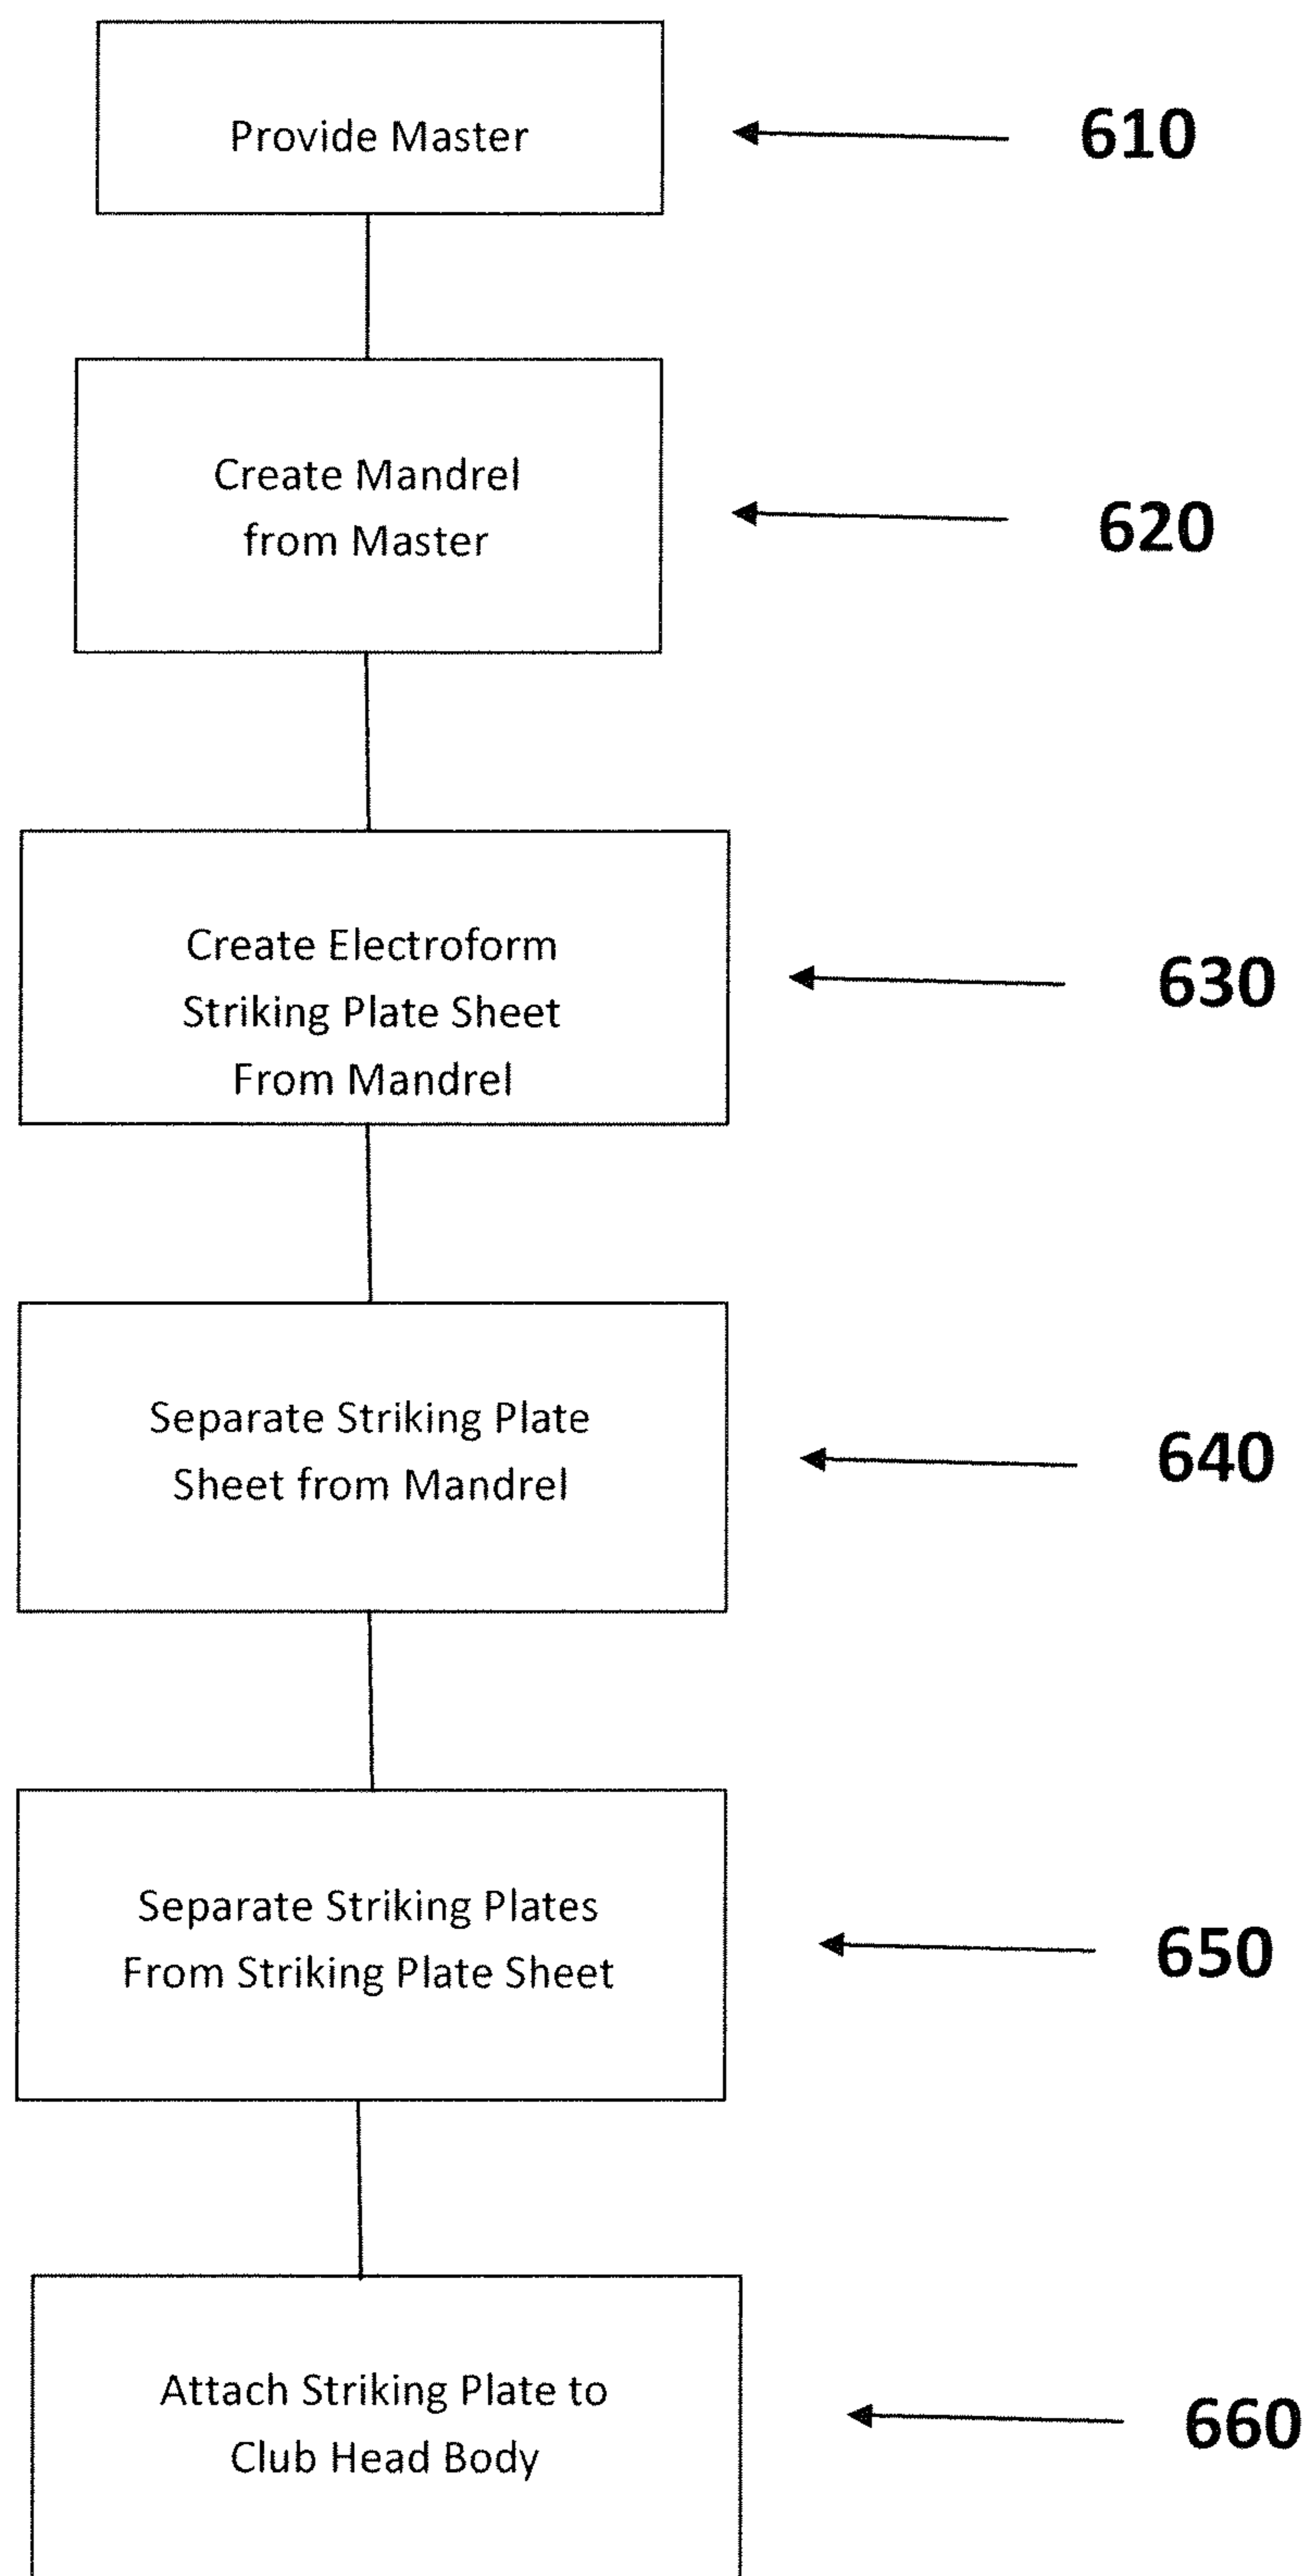 Provide Master
610
Create Mandrel
from Master
620
Create Electroform
Striking Plate Sheet
From Mandrel
630
Separate Striking Plate
Sheet from Mandrel
640
Separate Striking Plates
From Striking Plate Sheet
650
Attach Striking Plate to
Club Head Body
660